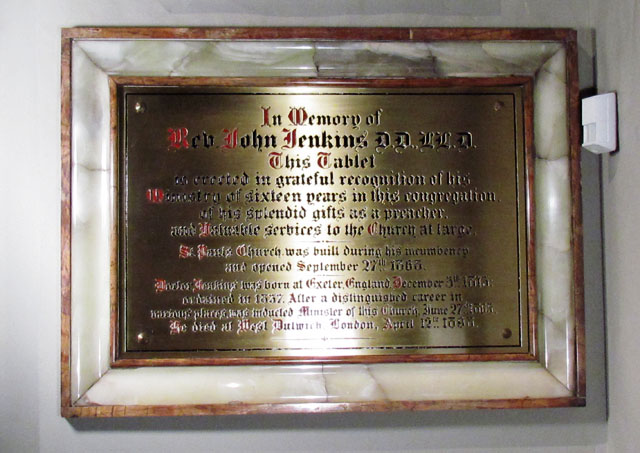 In Memory of
Rev. John Jenkins D.D. LL.D.
This Tablet
is erected in grateful recognition of his
Ministry of sixteen years in this congregation,
of his splendid gifts as a preacher,
and Valuable services to the Church at large.
St. Pauls Church was built during his incumbency
and opened September 27th
Doctor Jenkins was born at Exeter, England December
ordained in 1837. After a distinguished career in
various places, was inducted Minister of this Church, June 27th
He died at West Dulwich, London, April 12th